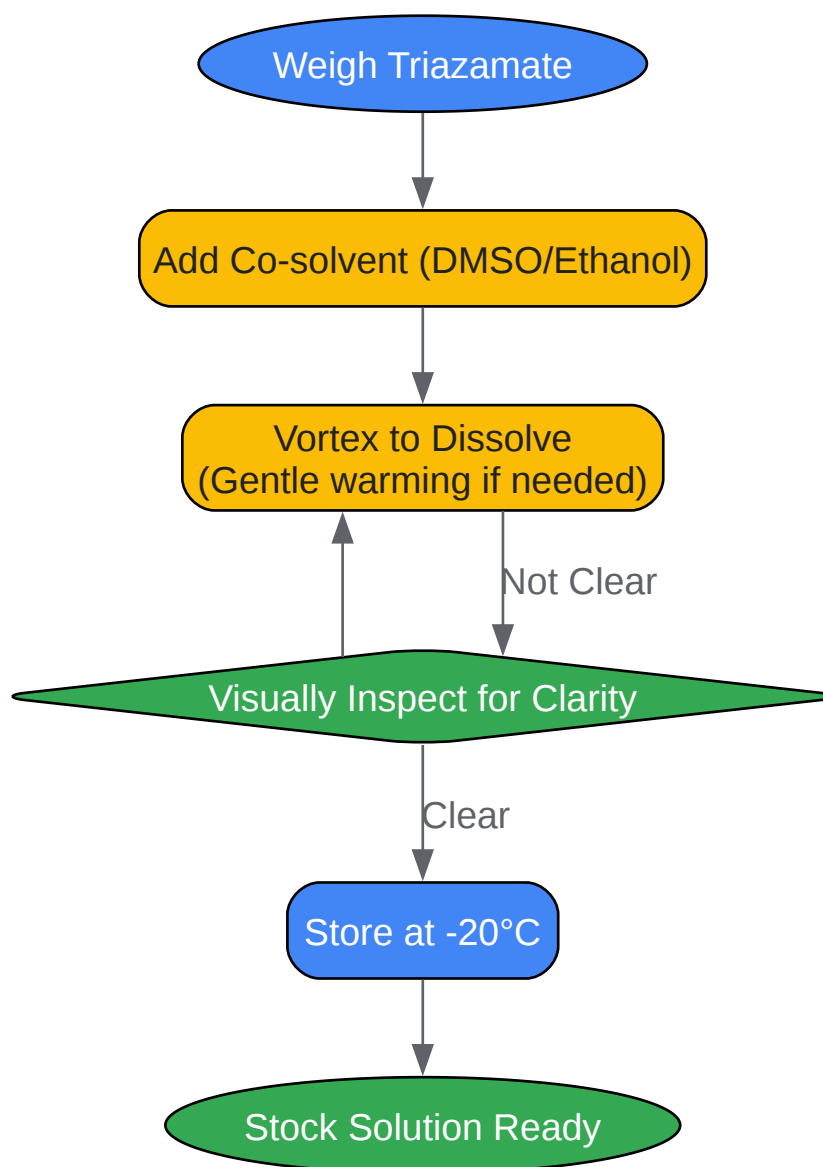 Weigh Triazamate
Add Co-solvent (DMSO/Ethanol)
Vortex to Dissolve
(Gentle warming if needed)
Not Clear
Visually Inspect for Clarity
Clear
Store at -20°C
Stock Solution Ready